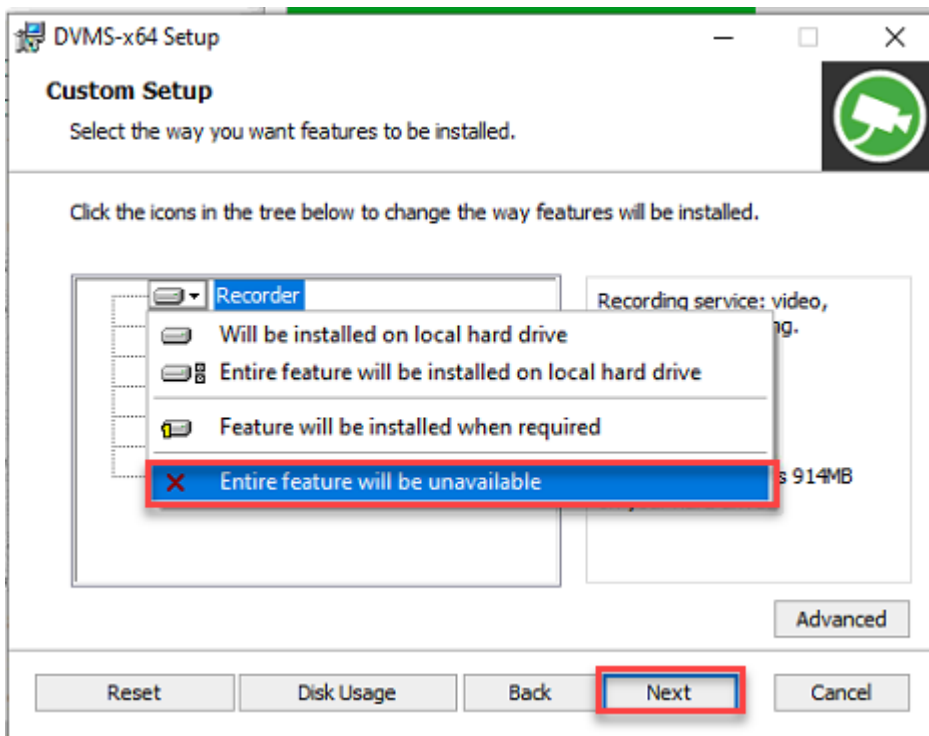 DVMS-x64 Setup
Custom Setup
Select the way you want features to be installed.
Click the icons in the tree below to change the way features will be installed.
Recorder
Recording service: video,
Will be installed on local hard drive
Entire feature will be installed on local hard drive
Feature will be installed when required
Entire feature will be unavailable
914MB
Advanced
Reset
Disk Usage
Back
Next
Cancel